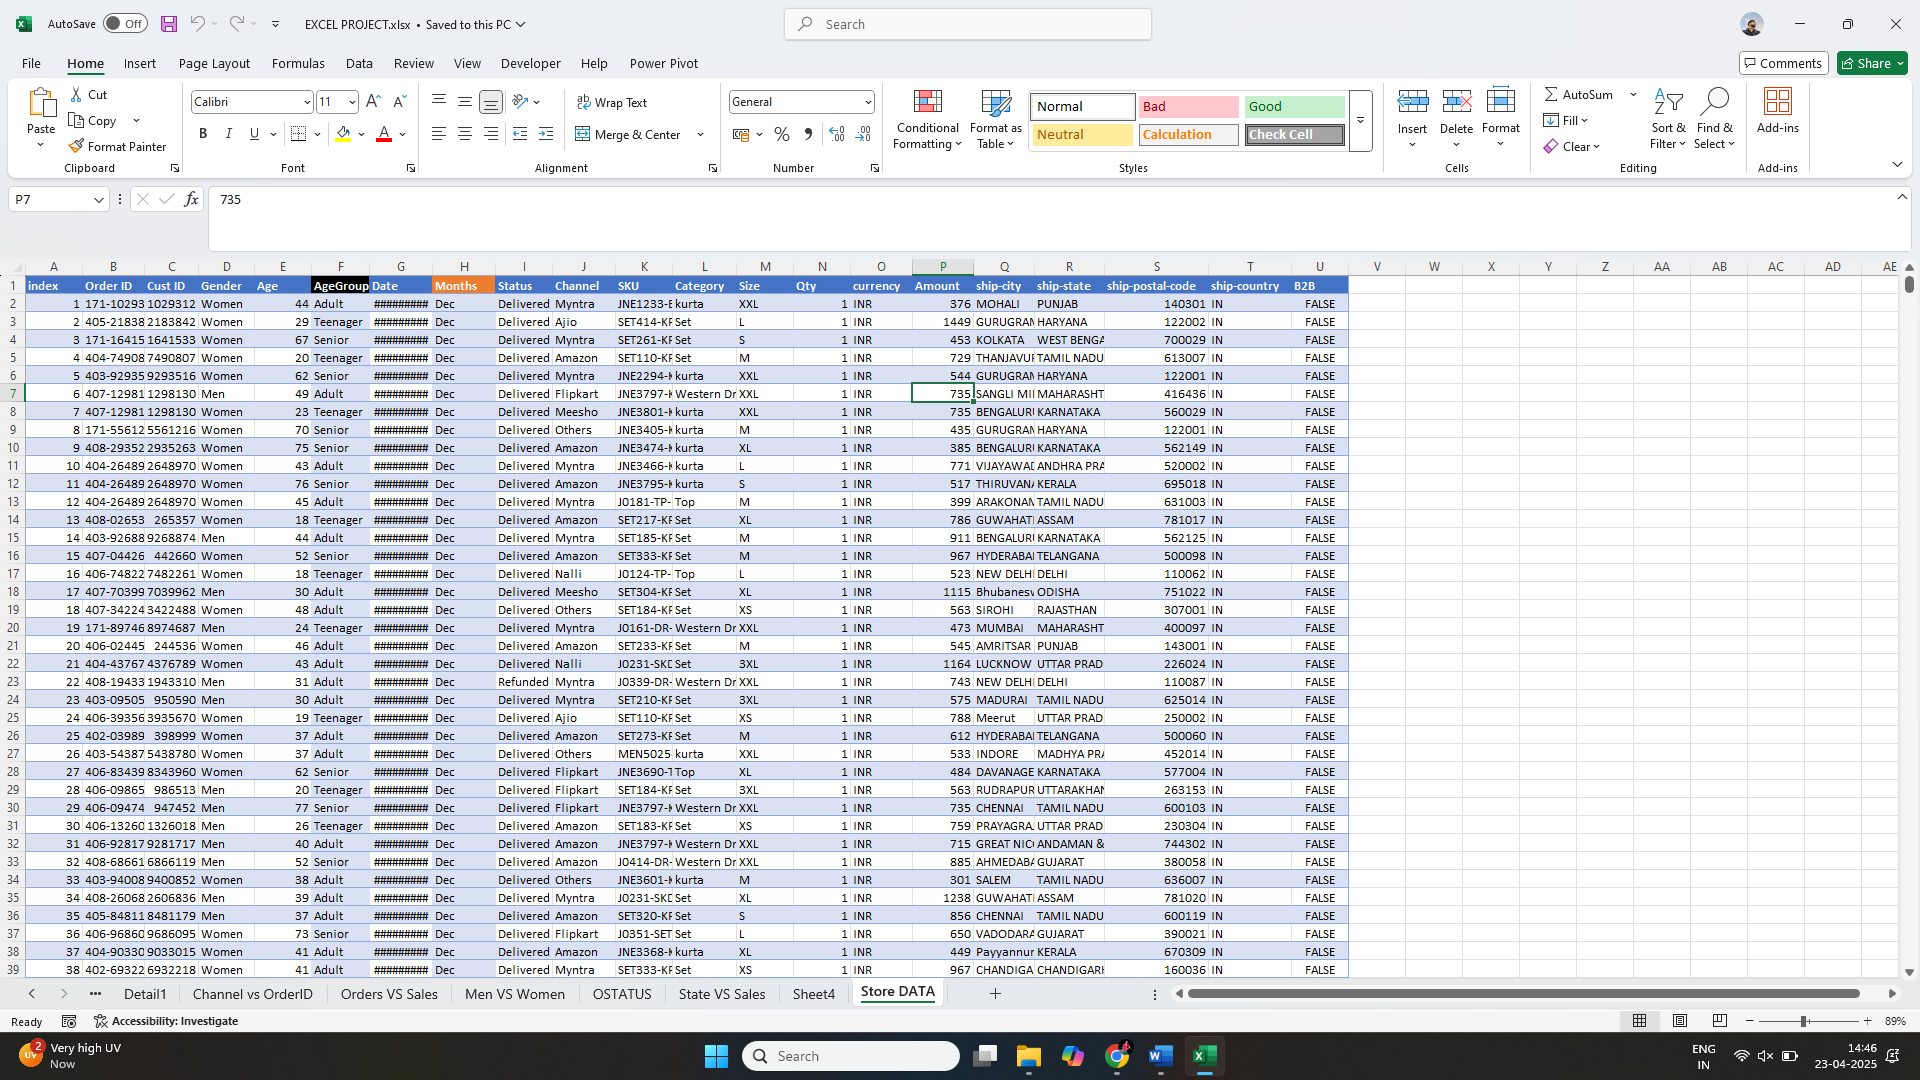 AutoSave Off EXCEL PROJECT.xlsx • Saved to this PC Search
File Home Insert Page Layout Formulas Data Review View Developer Help Power Pivot Comments Share
Paste Cut Copy Format Painter Clipboard
Calibri 11 B I U A Font
Wrap Text Merge & Center Alignment
General % Number
Conditional Formatting Format as Table Normal Bad Good Neutral Calculation Check Cell Styles
Insert Delete Format Cells
AutoSum Fill Clear Sort & Filter Find & Select Editing
Add-ins Add-ins
P7 fx 735
A B C D E F G H I J K L M N O P Q R S T U V W X Y Z AA AB AC AD AE
1 index Order ID Cust ID Gender Age AgeGroup Date Months Status Channel SKU Category Size Qty currency Amount ship-city ship-state ship-postal-code ship-country B2B
2 1 171-10293 1029312 Women 44 Adult ######### Dec Delivered Myntra JNE1233-B kurta XXL 1 INR 376 MOHALI PUNJAB 140301 IN FALSE
3 2 405-21838 2183842 Women 29 Teenager ######### Dec Delivered Ajio SET414-KR Set L 1 INR 1449 GURUGRAM HARYANA 122002 IN FALSE
4 3 171-16415 1641533 Women 67 Senior ######### Dec Delivered Myntra SET261-KR Set S 1 INR 453 KOLKATA WEST BENGA 700029 IN FALSE
5 4 404-74908 7490807 Women 20 Teenager ######### Dec Delivered Amazon SET110-KR Set M 1 INR 729 THANJAVUR TAMIL NADU 613007 IN FALSE
6 5 403-92935 9293516 Women 62 Senior ######### Dec Delivered Myntra JNE2294-K kurta XXL 1 INR 544 GURUGRAM HARYANA 122001 IN FALSE
7 6 407-12981 1298130 Men 49 Adult ######### Dec Delivered Flipkart JNE3797-K Western Dr XXL 1 INR 735 SANGLI MI MAHARASHT 416436 IN FALSE
8 7 407-12981 1298130 Women 23 Teenager ######### Dec Delivered Meesho JNE3801-K kurta XXL 1 INR 735 BENGALURU KARNATAKA 560029 IN FALSE
9 8 171-55612 5561216 Women 70 Senior ######### Dec Delivered Others JNE3405-K kurta M 1 INR 435 GURUGRAM HARYANA 122001 IN FALSE
10 9 408-29352 2935263 Women 75 Senior ######### Dec Delivered Amazon JNE3474-K kurta XL 1 INR 385 BENGALURU KARNATAKA 562149 IN FALSE
11 10 404-26489 2648970 Women 43 Adult ######### Dec Delivered Myntra JNE3466-K kurta L 1 INR 771 VIJAYAWAD ANDHRA PRA 520002 IN FALSE
12 11 404-26489 2648970 Women 76 Senior ######### Dec Delivered Myntra JNE3795-K kurta S 1 INR 517 THIRUVANA KERALA 695018 IN FALSE
13 12 404-26489 2648970 Women 45 Adult ######### Dec Delivered Myntra J0181-TP- Top M 1 INR 399 ARAKONAM TAMIL NADU 631003 IN FALSE
14 13 408-02653 265357 Women 18 Teenager ######### Dec Delivered Amazon SET217-KR Set XL 1 INR 786 GUWAHATI ASSAM 781017 IN FALSE
15 14 403-92688 9268874 Men 44 Adult ######### Dec Delivered Myntra SET185-KR Set M 1 INR 911 BENGALURU KARNATAKA 562125 IN FALSE
16 15 407-04426 442660 Women 52 Senior ######### Dec Delivered Amazon SET333-KR Set M 1 INR 967 HYDERABA TELANGANA 500098 IN FALSE
17 16 406-74822 7482261 Women 18 Teenager ######### Dec Delivered Nalli J0124-TP- Top L 1 INR 523 NEW DELHI DELHI 110062 IN FALSE
18 17 407-70399 7039962 Men 30 Adult ######### Dec Delivered Meesho SET304-KR Set XL 1 INR 1115 Bhubanesw ODISHA 751022 IN FALSE
19 18 407-34224 3422488 Women 48 Adult ######### Dec Delivered Others SET184-KR Set XS 1 INR 563 SIROHI RAJASTHAN 307001 IN FALSE
20 19 171-89746 8974687 Men 24 Teenager ######### Dec Delivered Myntra J0161-DR- Western Dr XXL 1 INR 473 MUMBAI MAHARASHT 400097 IN FALSE
21 20 406-02445 244536 Women 46 Adult ######### Dec Delivered Amazon SET233-KR Set M 1 INR 545 AMRITSAR PUNJAB 143001 IN FALSE
22 21 404-43767 4376789 Women 43 Adult ######### Dec Delivered Nalli J0231-SKD Set 3XL 1 INR 1164 LUCKNOW UTTAR PRAD 226024 IN FALSE
23 22 408-19433 1943310 Men 31 Adult ######### Dec Refunded Myntra J0339-DR- Western Dr XXL 1 INR 743 NEW DELHI DELHI 110087 IN FALSE
24 23 403-09505 950590 Men 30 Adult ######### Dec Delivered Myntra SET210-KR Set 3XL 1 INR 575 MADURAI TAMIL NADU 625014 IN FALSE
25 24 406-39356 3935670 Women 19 Teenager ######### Dec Delivered Ajio SET110-KR Set XS 1 INR 788 Meerut UTTAR PRAD 250002 IN FALSE
26 25 402-03989 398999 Women 37 Adult ######### Dec Delivered Amazon SET273-KR Set M 1 INR 612 HYDERABA TELANGANA 500060 IN FALSE
27 26 403-54387 5438780 Women 37 Adult ######### Dec Delivered Others MEN5025- kurta XXL 1 INR 533 INDORE MADHYA PRA 452014 IN FALSE
28 27 406-83439 8343960 Women 62 Senior ######### Dec Delivered Flipkart JNE3690-T Top XL 1 INR 484 DAVANAGE KARNATAKA 577004 IN FALSE
29 28 406-09865 986513 Men 20 Teenager ######### Dec Delivered Flipkart SET184-KR Set 3XL 1 INR 563 RUDRAPUR UTTARAKHAN 263153 IN FALSE
30 29 406-09474 947452 Men 77 Senior ######### Dec Delivered Flipkart JNE3797-K Western Dr XXL 1 INR 735 CHENNAI TAMIL NADU 600103 IN FALSE
31 30 406-13260 1326018 Men 26 Teenager ######### Dec Delivered Amazon SET183-KR Set XS 1 INR 759 PRAYAGRAJ UTTAR PRAD 230304 IN FALSE
32 31 406-92817 9281717 Men 40 Adult ######### Dec Delivered Amazon JNE3797-K Western Dr XXL 1 INR 715 GREAT NICO ANDAMAN & 744302 IN FALSE
33 32 408-68661 6866119 Men 52 Senior ######### Dec Delivered Amazon J0414-DR- Western Dr XXL 1 INR 885 AHMEDABA GUJARAT 380058 IN FALSE
34 33 403-94008 9400852 Women 38 Adult ######### Dec Delivered Others JNE3601-K kurta M 1 INR 301 SALEM TAMIL NADU 636007 IN FALSE
35 34 408-26068 2606836 Men 39 Adult ######### Dec Delivered Myntra J0231-SKD Set XL 1 INR 1238 GUWAHATI ASSAM 781020 IN FALSE
36 35 405-84811 8481179 Men 37 Adult ######### Dec Delivered Amazon SET320-KR Set S 1 INR 856 CHENNAI TAMIL NADU 600119 IN FALSE
37 36 406-96860 9686095 Women 73 Senior ######### Dec Delivered Flipkart J0351-SET Set L 1 INR 650 VADODARA GUJARAT 390021 IN FALSE
38 37 404-90330 9033015 Women 41 Adult ######### Dec Delivered Amazon JNE3368-K kurta XL 1 INR 449 Payyannur KERALA 670309 IN FALSE
39 38 402-69322 6932218 Women 41 Adult ######### Dec Delivered Myntra SET333-KR Set XS 1 INR 967 CHANDIGA CHANDIGARH 160036 IN FALSE
Detail1 Channel vs OrderID Orders VS Sales Men VS Women OSTATUS State VS Sales Sheet4 Store DATA
Ready Accessibility: Investigate 89%
2 UV Very high UV Now Search ENG IN 14:46 23-04-2025